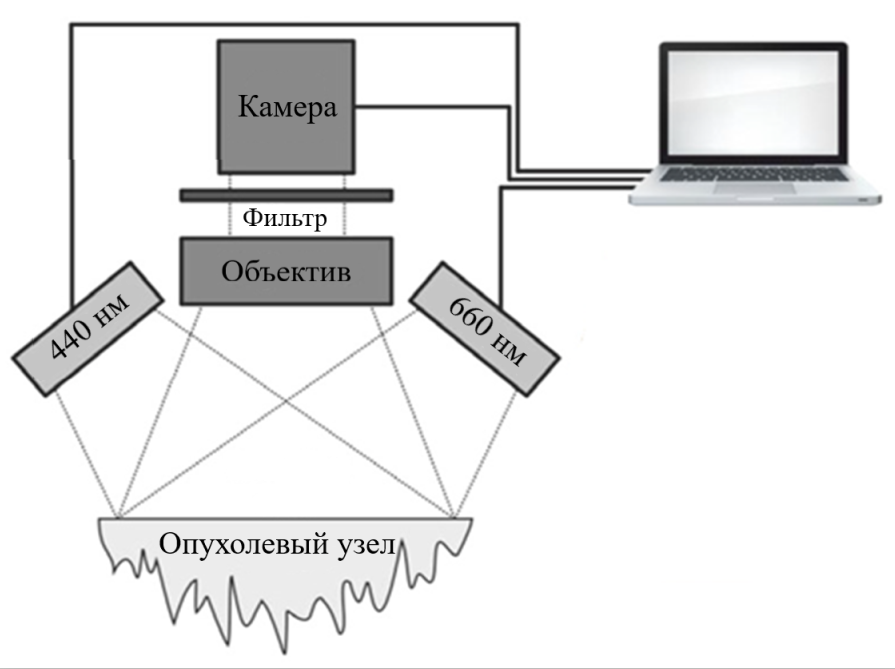 Камера
Фильтр
Объектив
440 нм
660 нм
Опухолевый узел